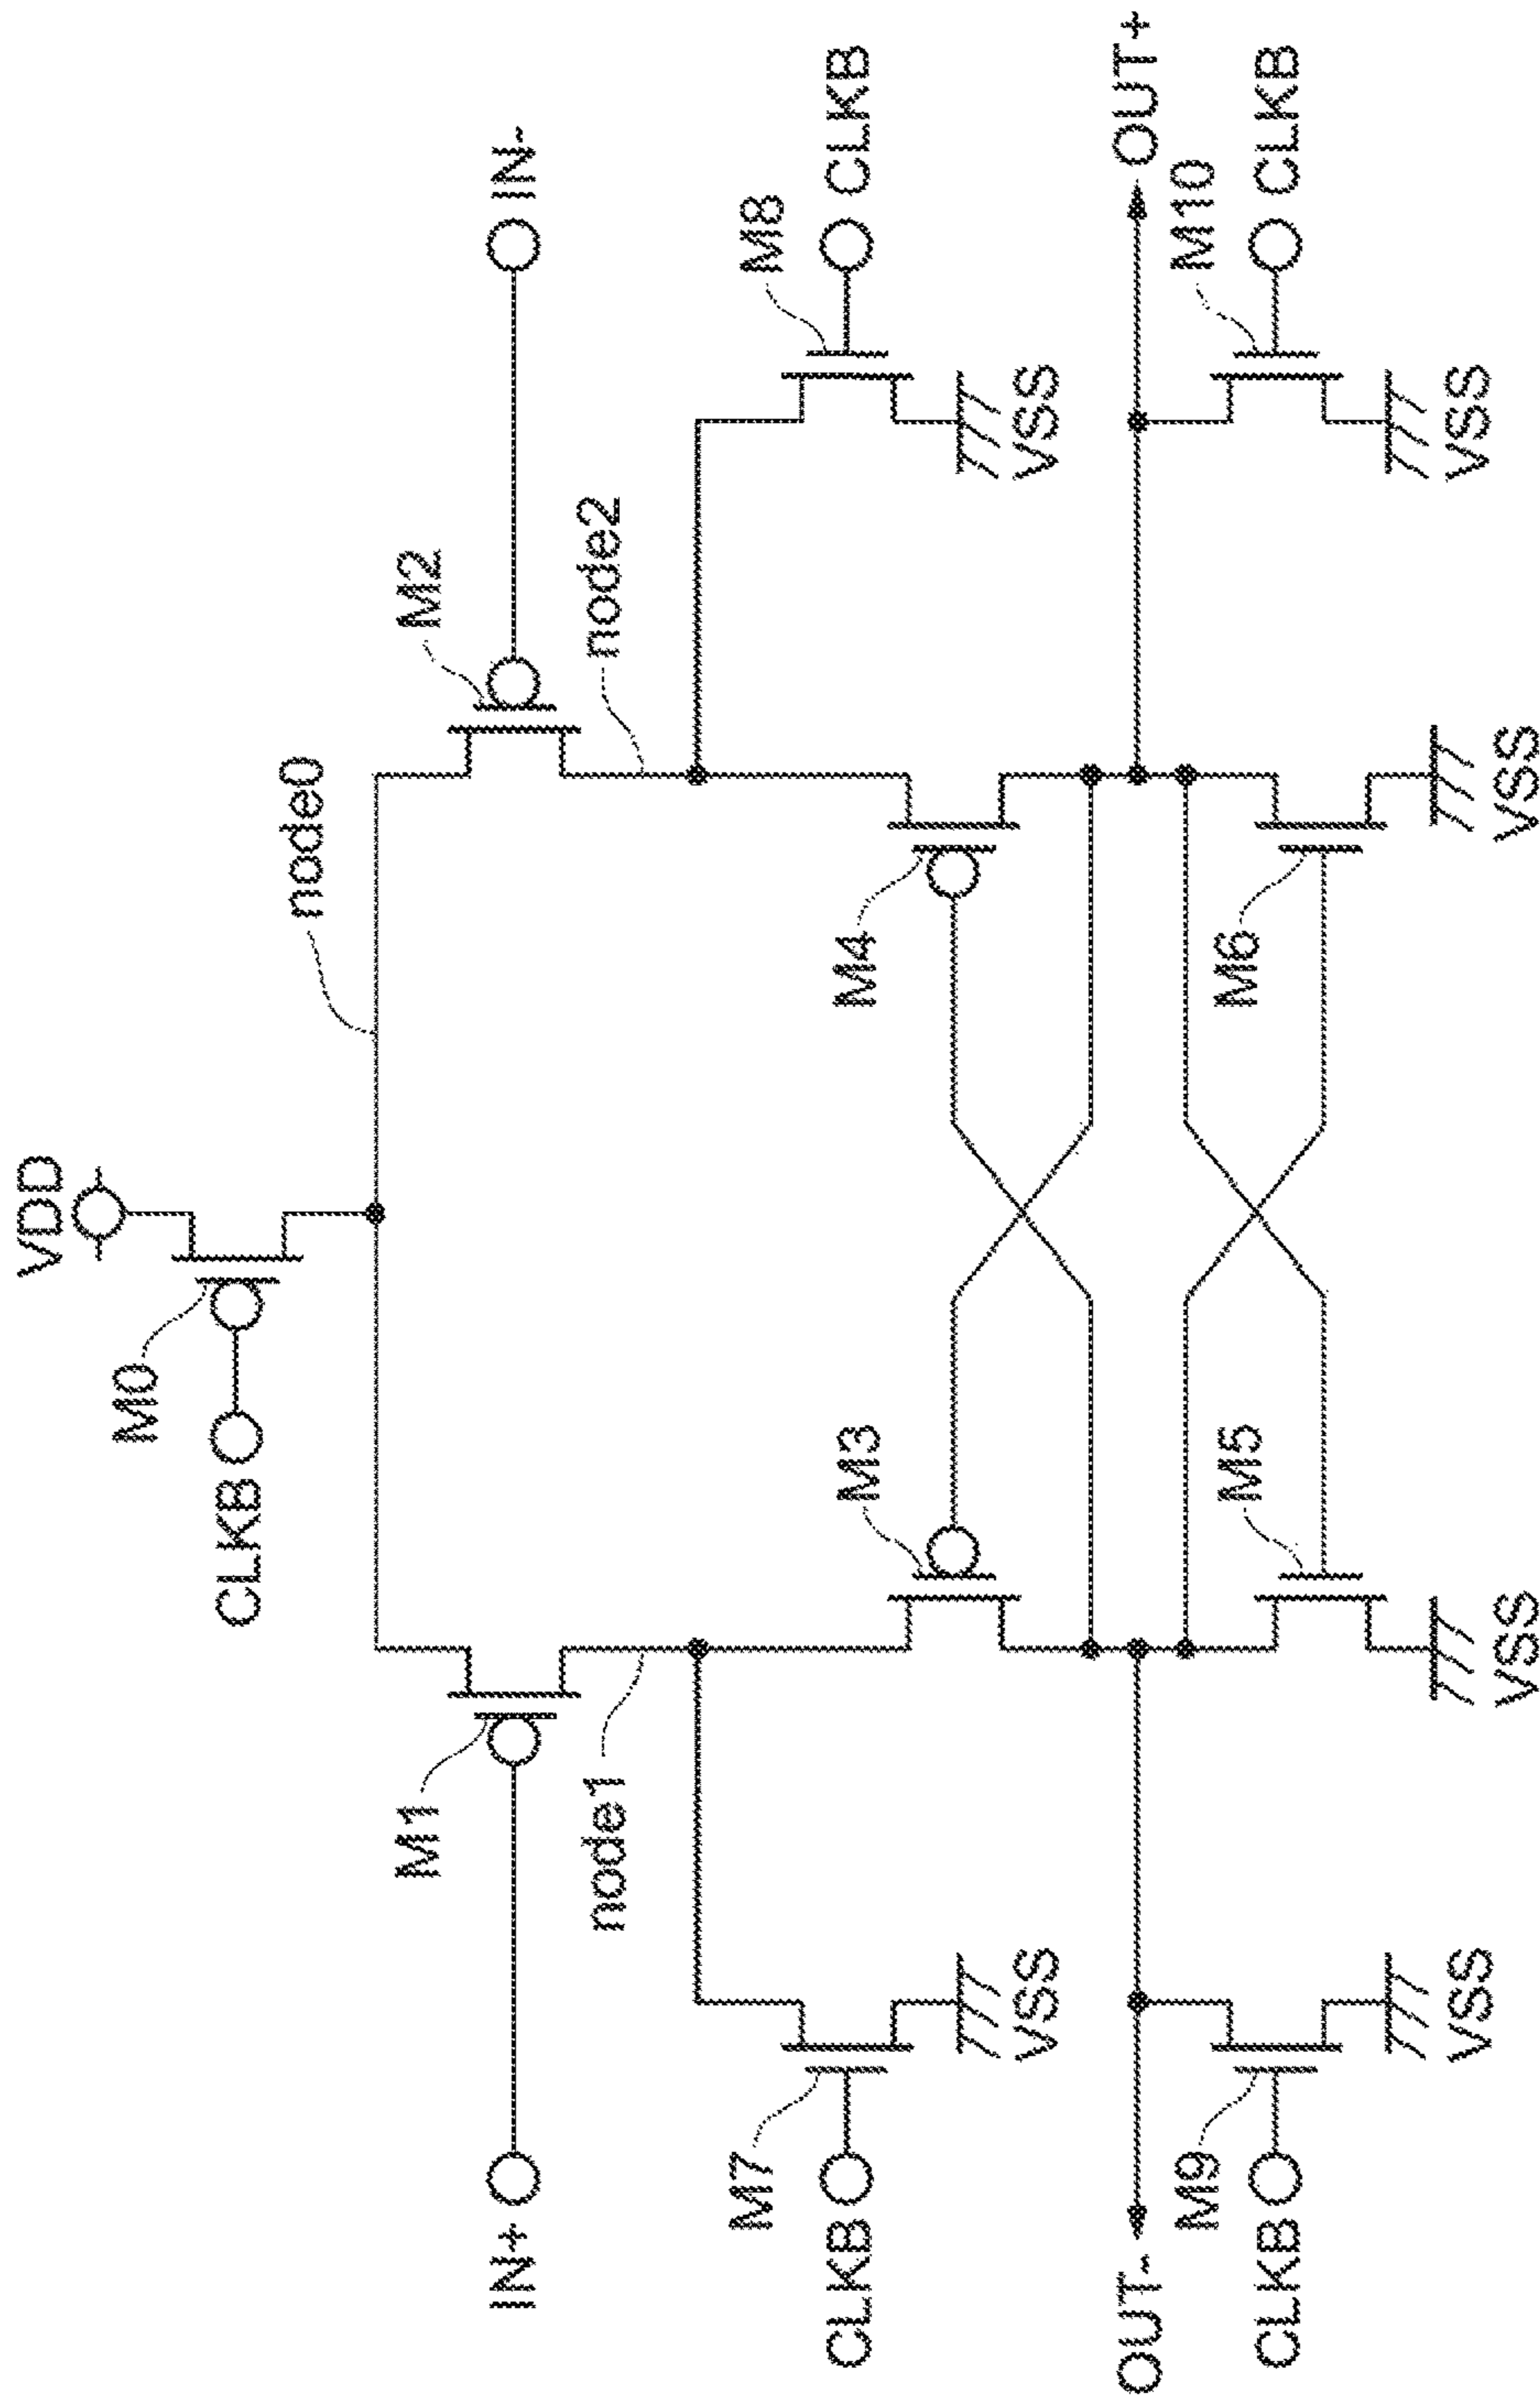 VDD
M0
CLKB
node0
M1
M2
IN+
IN-
node1
node2
M7
M8
CLKB
CLKB
VSS
VSS
M3
M4
OUT-
OUT+
M9
M5
M6
M10
CLKB
CLKB
VSS
VSS
VSS
VSS